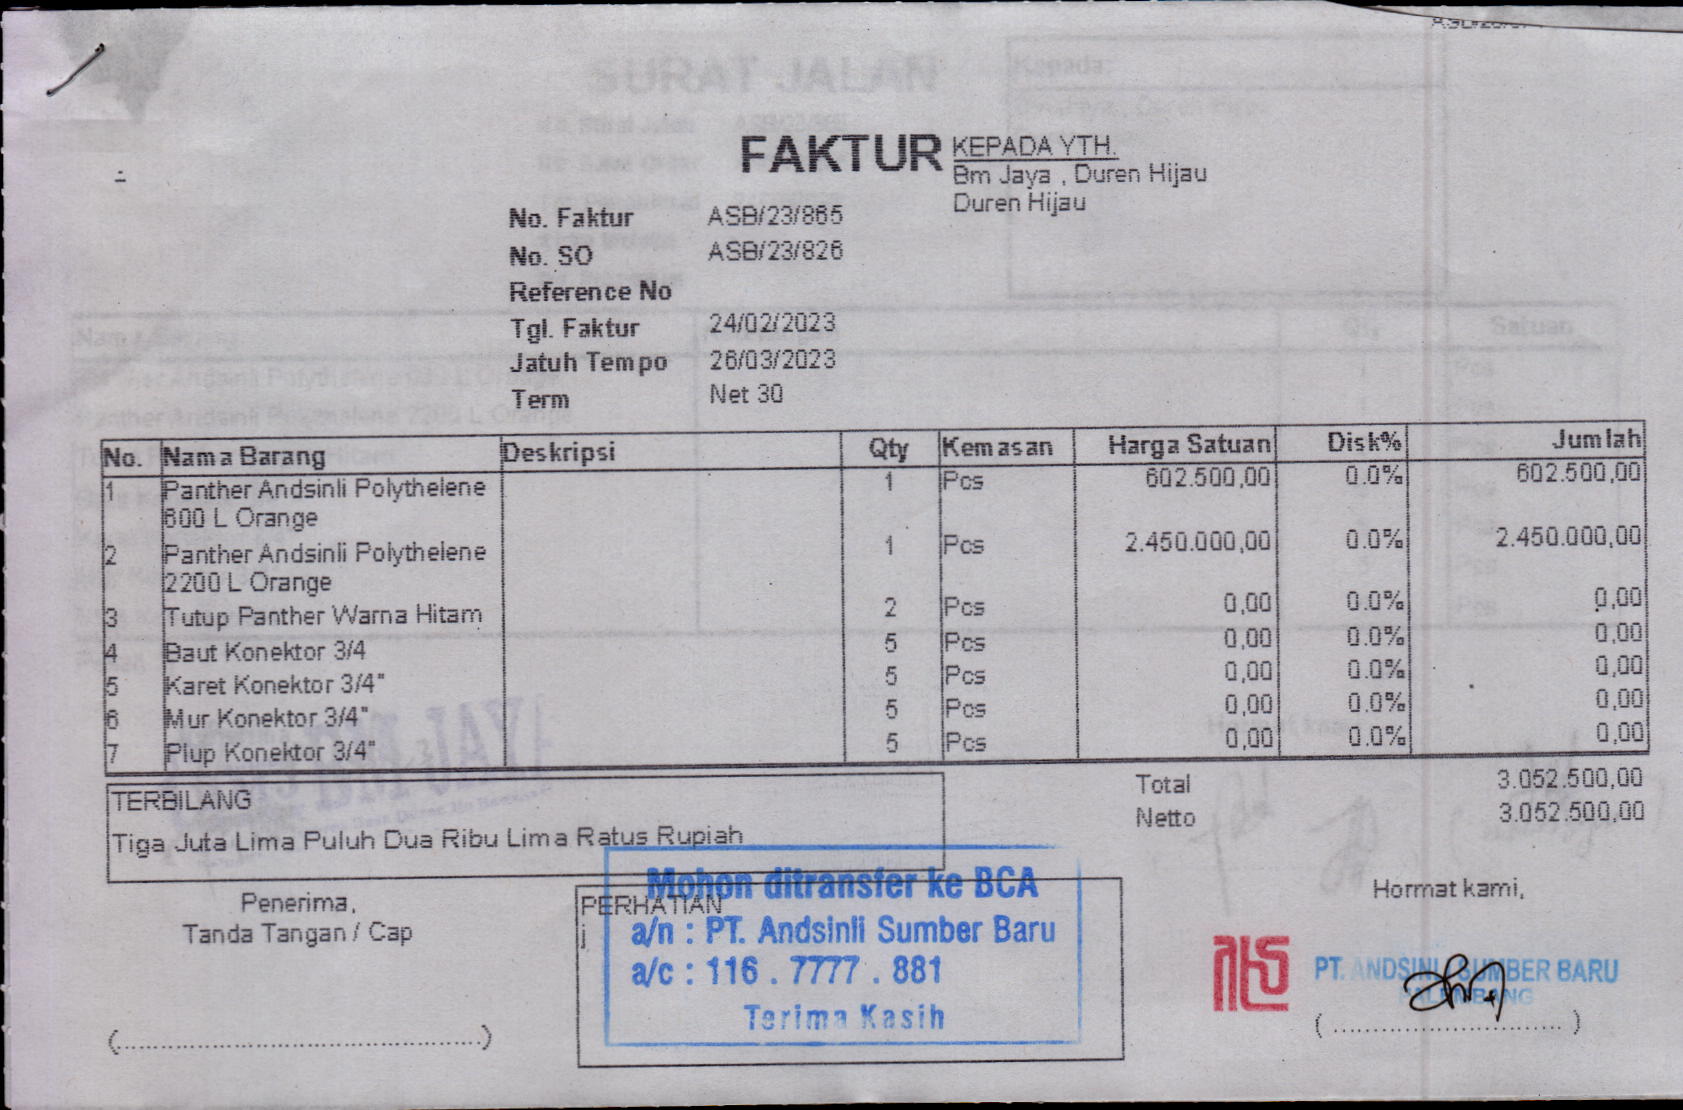 FAKTUR
KEPADA YTH.
Bm Jaya , Duren Hijau
Duren Hijau
No. Faktur ASB/23/865
No. SO ASB/23/826
Reference No
Tgl. Faktur 24/02/2023
Jatuh Tempo 26/03/2023
Term Net 30
No. Nama Barang Deskripsi Qty Kemasan Harga Satuan Disk% Jumlah
1 Panther Andsinli Polythelene 1 Pcs 602.500,00 0.0% 602.500,00
600 L Orange
2 Panther Andsinli Polythelene 1 Pcs 2.450.000,00 0.0% 2.450.000,00
2200 L Orange
3 Tutup Panther Warna Hitam 2 Pcs 0,00 0.0% 0,00
4 Baut Konektor 3/4 5 Pcs 0,00 0.0% 0,00
5 Karet Konektor 3/4" 5 Pcs 0,00 0.0% 0,00
6 Mur Konektor 3/4" 5 Pcs 0,00 0.0% 0,00
7 Plup Konektor 3/4" 5 Pcs 0,00 0.0% 0,00
Total 3.052.500,00
Netto 3.052.500,00
TERBILANG
Tiga Juta Lima Puluh Dua Ribu Lima Ratus Rupiah
Penerima,
Tanda Tangan / Cap
(................................................)
PERHATIAN
j
Mohon ditransfer ke BCA
a/n : PT. Andsinli Sumber Baru
a/c : 116 . 7777 . 881
Terima Kasih
Hormat kami,
PT. ANDSINLI SUMBER BARU
PALEMBANG
( .............................. )